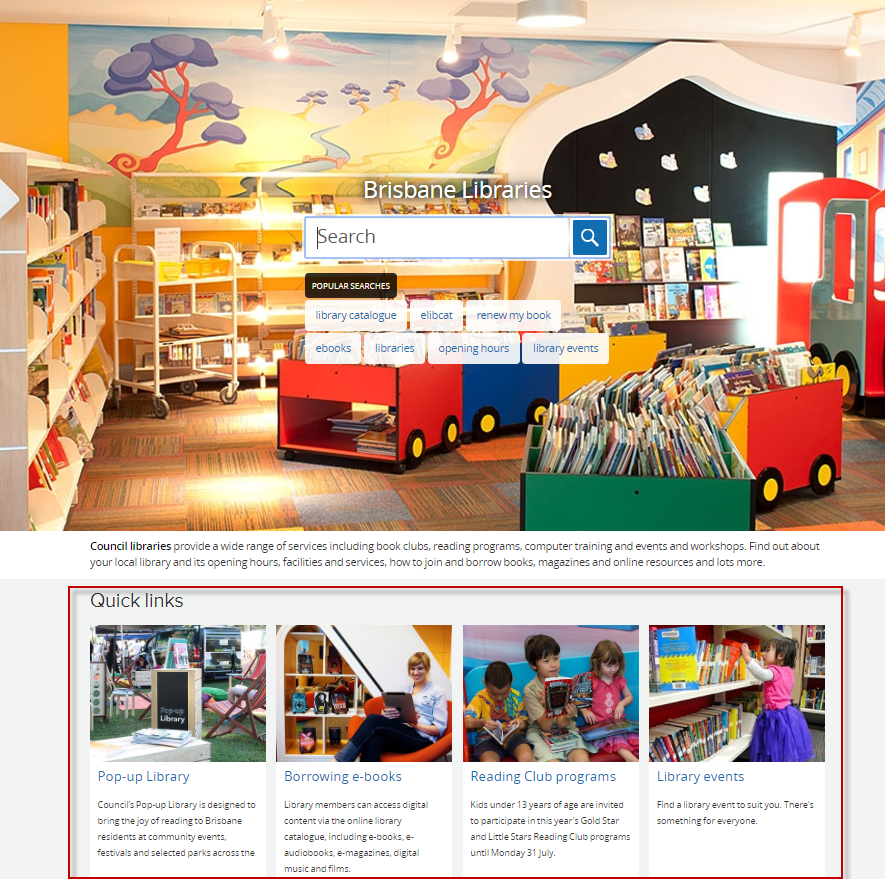 Brisbane Libraries
Search
POPULAR SEARCHES
library catalogue elibcat renew my book
ebooks libraries opening hours library events
Council libraries provide a wide range of services including book clubs, reading programs, computer training and events and workshops. Find out about
your local library and its opening hours, facilities and services, how to join and borrow books, magazines and online resources and lots more.
Quick links
Pop-up
Library
Pop-up Library
Council's Pop-up Library is designed to
bring the joy of reading to Brisbane
residents at community events,
festivals and selected parks across the
Borrowing e-books
Library members can access digital
content via the online library
catalogue, including e-books, e-
audiobooks, e-magazines, digital
music and films.
Reading Club programs
Kids under 13 years of age are invited
to participate in this year's Gold Star
and Little Stars Reading Club programs
until Monday 31 July.
Library events
Find a library event to suit you. There's
something for everyone.